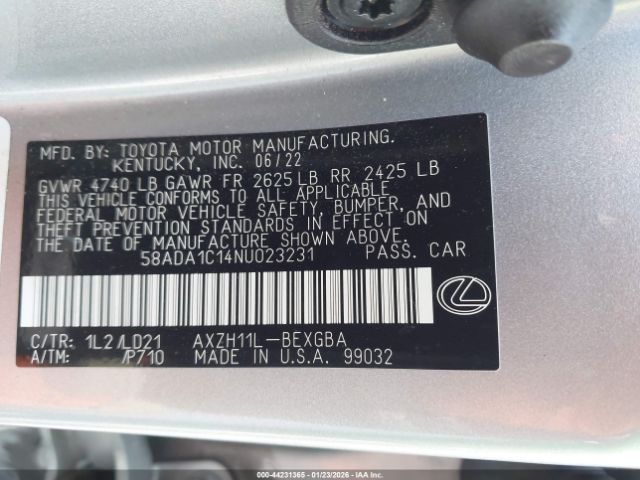 MFD. BY: TOYOTA MOTOR MANUFACTURING.
KENTUCKY, INC. 06/22
GVWR 4740 LB GAWR FR 2625 LB RR 2425 LB
THIS VEHICLE CONFORMS TO ALL APPLICABLE
FEDERAL MOTOR VEHICLE SAFETY, BUMPER, AND
THEFT PREVENTION STANDARDS IN EFFECT ON
THE DATE OF MANUFACTURE SHOWN ABOVE.
58ADA1C14NU023231 PASS. CAR
C/TR: 1L2 /LD21 AXZH11L-BEXGBA
A/TM: /P710 MADE IN U.S.A. 99032
000-44231365 | 01/23/2026 | IAA, Inc.